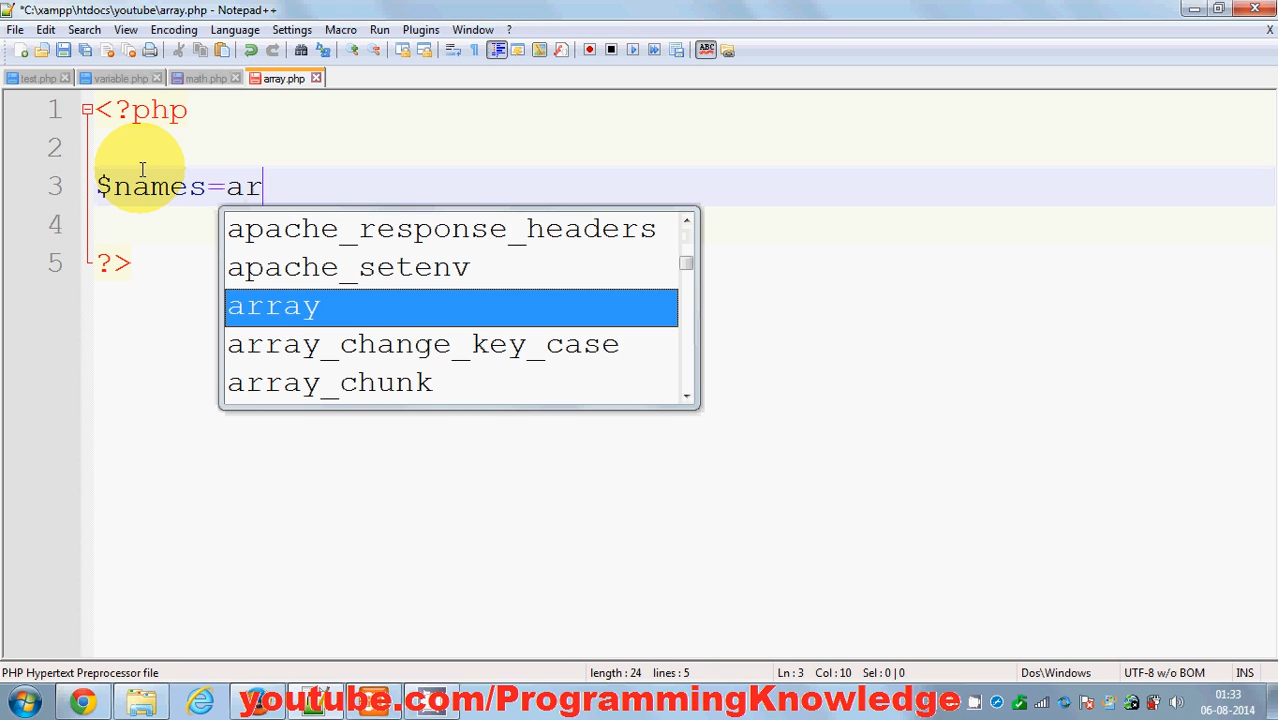 *C:\xampp\htdocs\youtube\array.php - Notepad++
File Edit Search View Encoding Language Settings Macro Run Plugins Window ? X
test.php variable.php math.php array.php
1 <?php
2
3 $names=ar
4
apache_response_headers
apache_setenv
array
array_change_key_case
array_chunk
5 ?>
PHP Hypertext Preprocessor file length : 24 lines : 5 Ln : 3 Col : 10 Sel : 0 | 0 Dos\Windows UTF-8 w/o BOM INS
youtube.com/ProgrammingKnowledge
01:33
06-08-2014